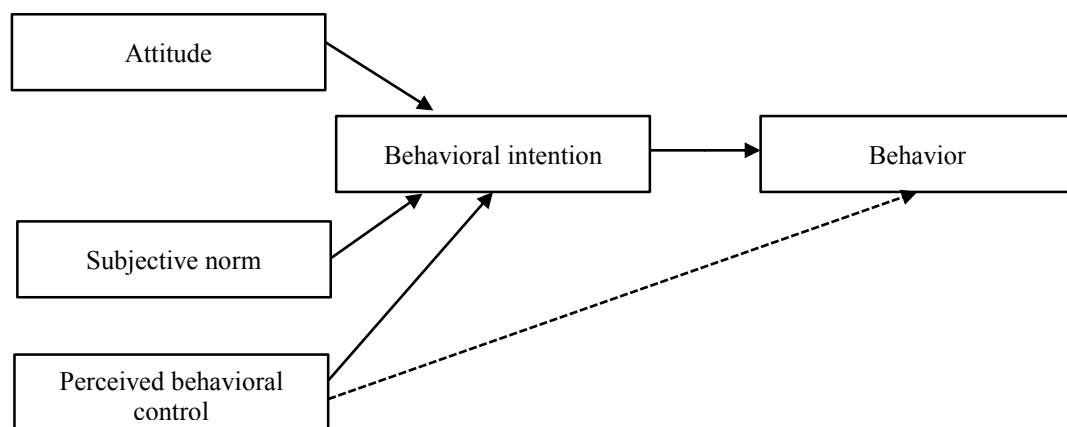 Attitude
Behavioral intention
Behavior
Subjective norm
Perceived behavioral
control